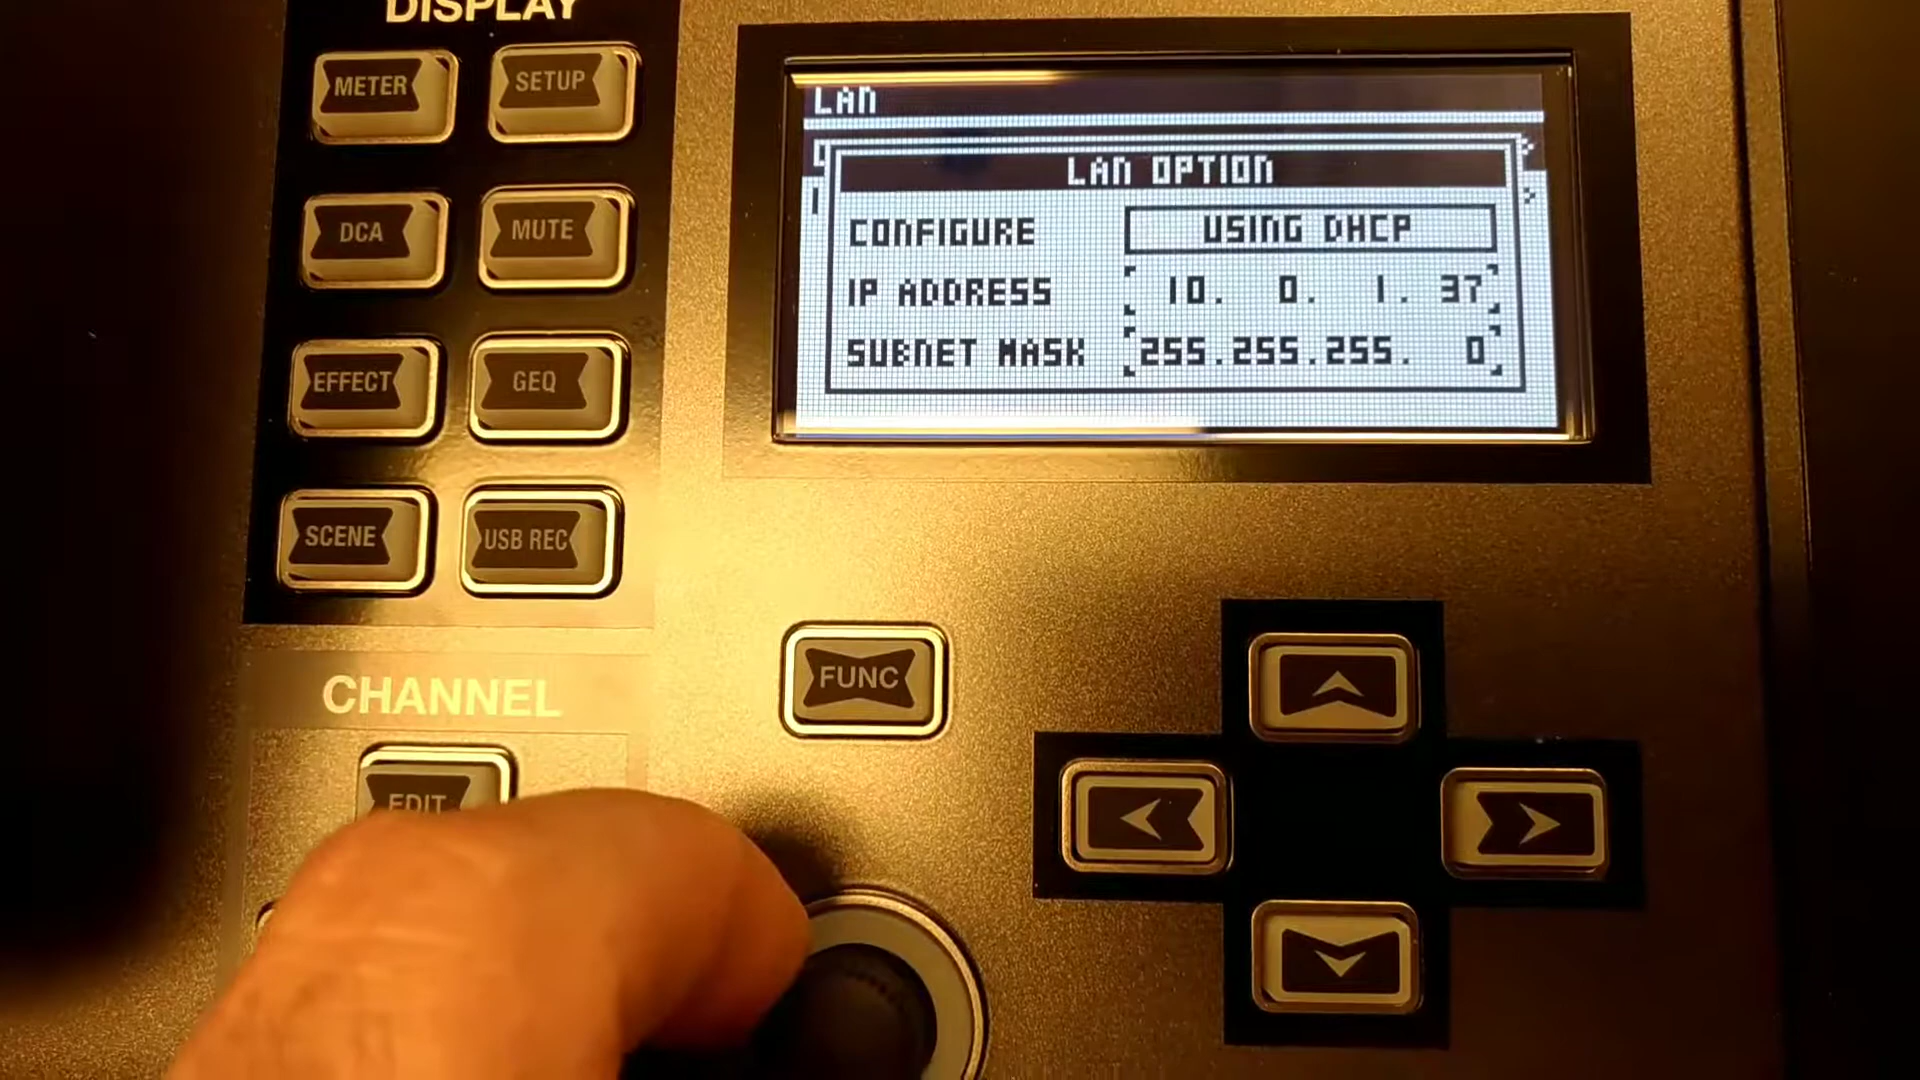 DISPLAY
METER
SETUP
DCA
MUTE
EFFECT
GEQ
SCENE
USB REC
CHANNEL
EDIT
LAN
LAN OPTION
CONFIGURE USING DHCP
IP ADDRESS 10. 0. 1. 37
SUBNET MASK 255.255.255. 0
FUNC